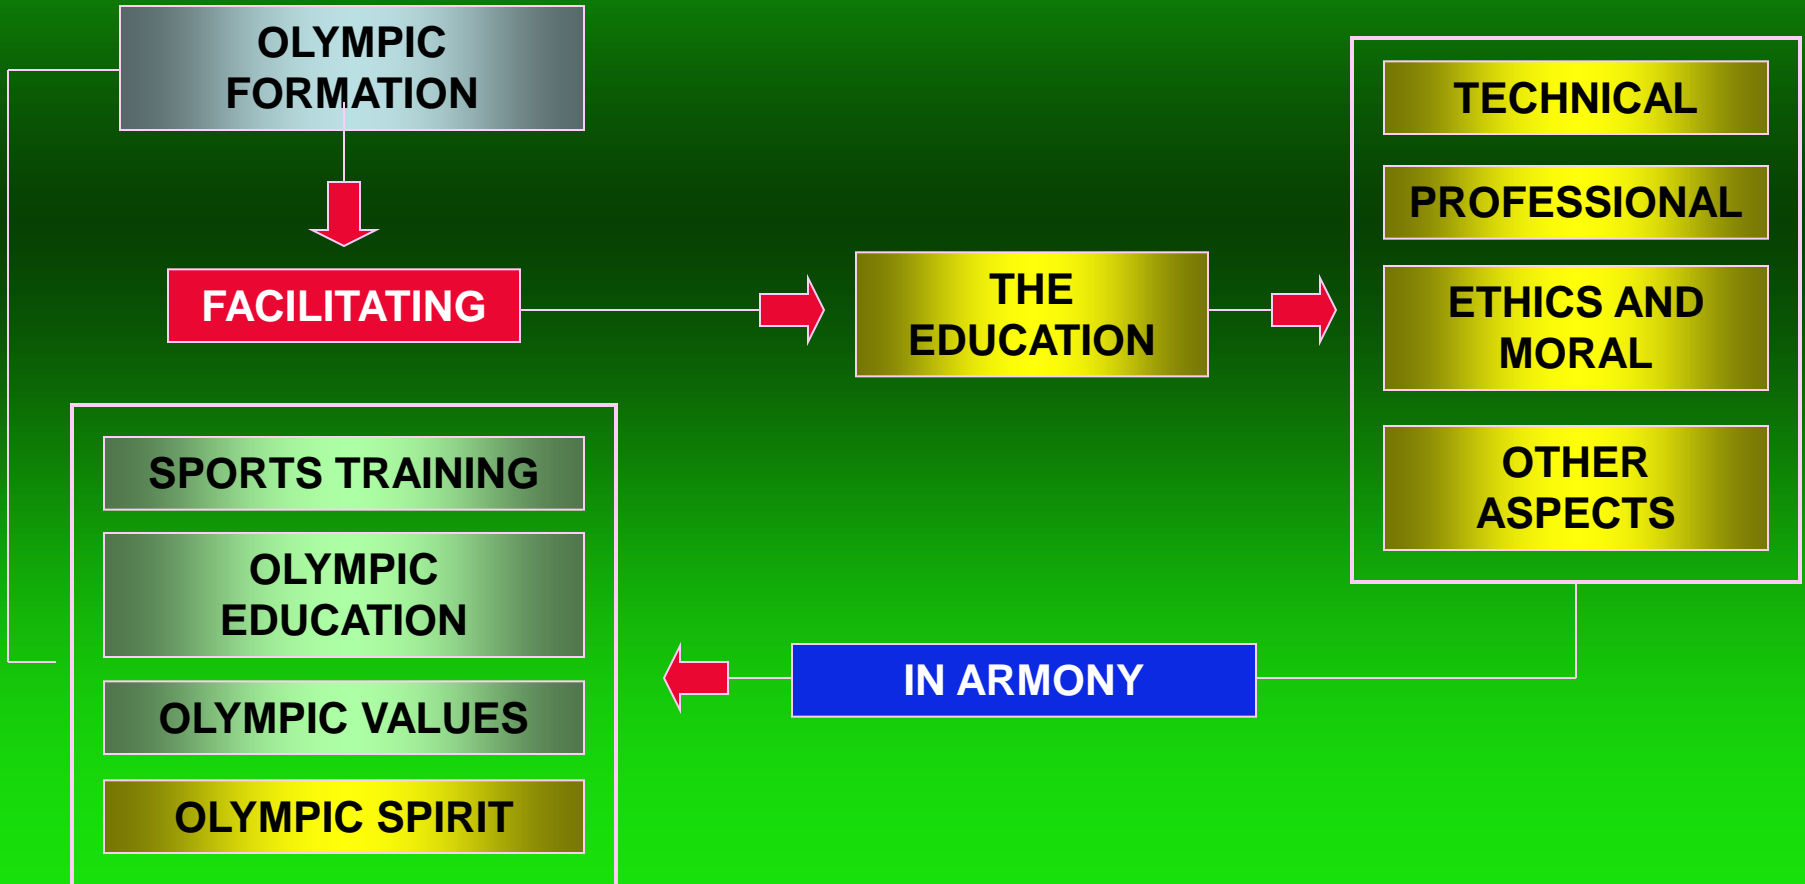 OLYMPIC
FORMATION
FACILITATING
THE
EDUCATION
TECHNICAL
PROFESSIONAL
ETHICS AND
MORAL
OTHER
ASPECTS
IN ARMONY
SPORTS TRAINING
OLYMPIC
EDUCATION
OLYMPIC VALUES
OLYMPIC SPIRIT